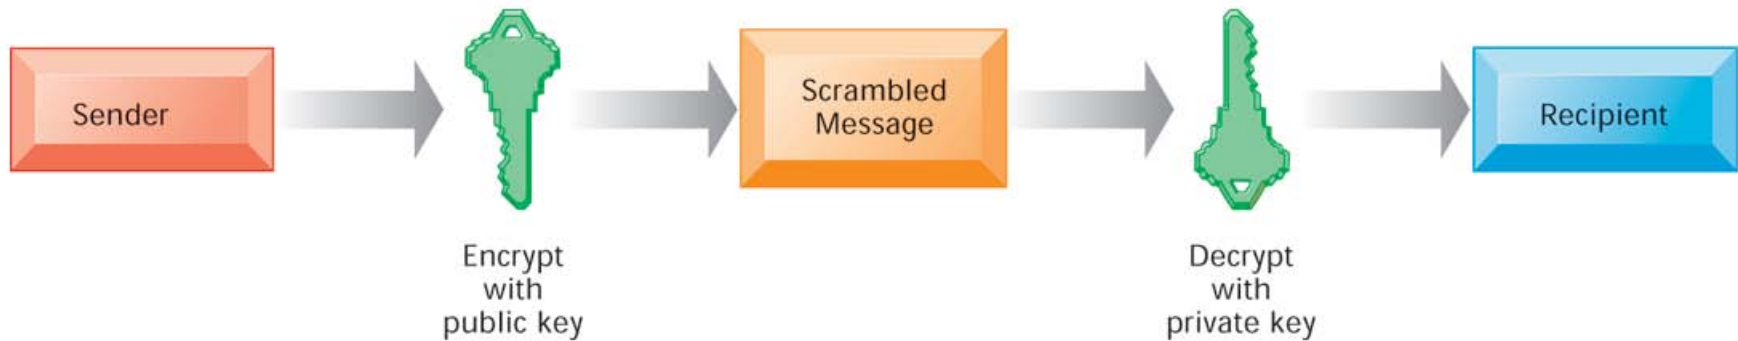 Sender
Encrypt
with
public key
Scrambled
Message
Decrypt
with
private key
Recipient